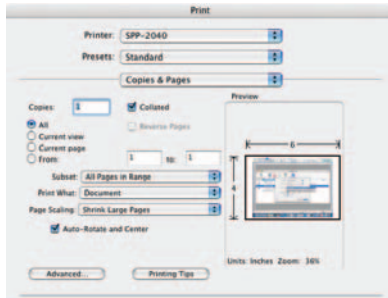 Print
Printer: SPP-2040
Presets: Standard
Copies & Pages
Copies: 1 Collated
Reverse Pages
All
Current view
Current page
From: 1 to: 1
Subset: All Pages in Range
Print What: Document
Page Scaling: Shrink Large Pages
Auto-Rotate and Center
Preview
6
4
Units: Inches Zoom: 36%
Advanced... Printing Tips